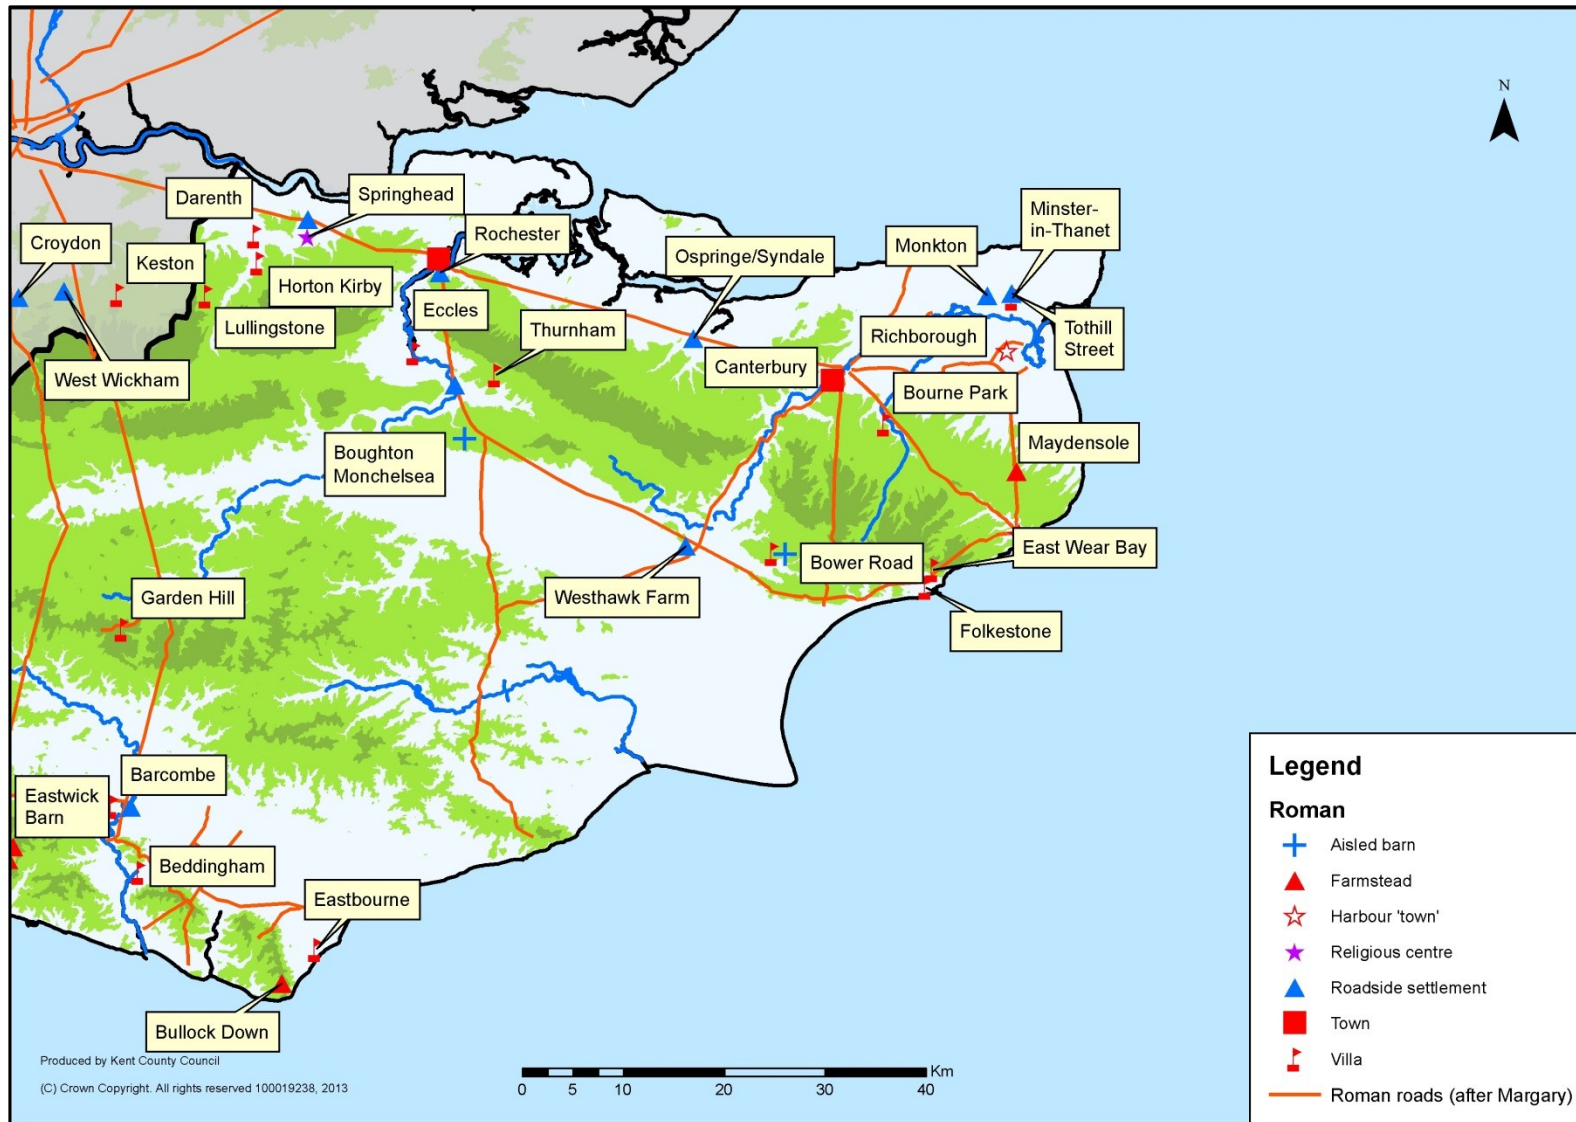 N
Minster-
in-Thanet
Springhead
Darenth
Rochester
Monkton
Croydon
Keston
Ospringe/Syndale
Horton Kirby
Eccles
Lullingstone
Thurnham
Richborough
Tothill
Street
West Wickham
Canterbury
Bourne Park
Maydensole
Boughton
Monchelsea
East Wear Bay
Bower Road
Garden Hill
Westhawk Farm
Folkestone
Barcombe
Eastwick
Barn
Beddingham
Eastbourne
Bullock Down
Produced by Kent County Council
(C) Crown Copyright. All rights reserved 100019238, 2013
Km
0 5 10 20 30 40
Legend
Roman
Aisled barn
Farmstead
Harbour 'town'
Religious centre
Roadside settlement
Town
Villa
Roman roads (after Margary)